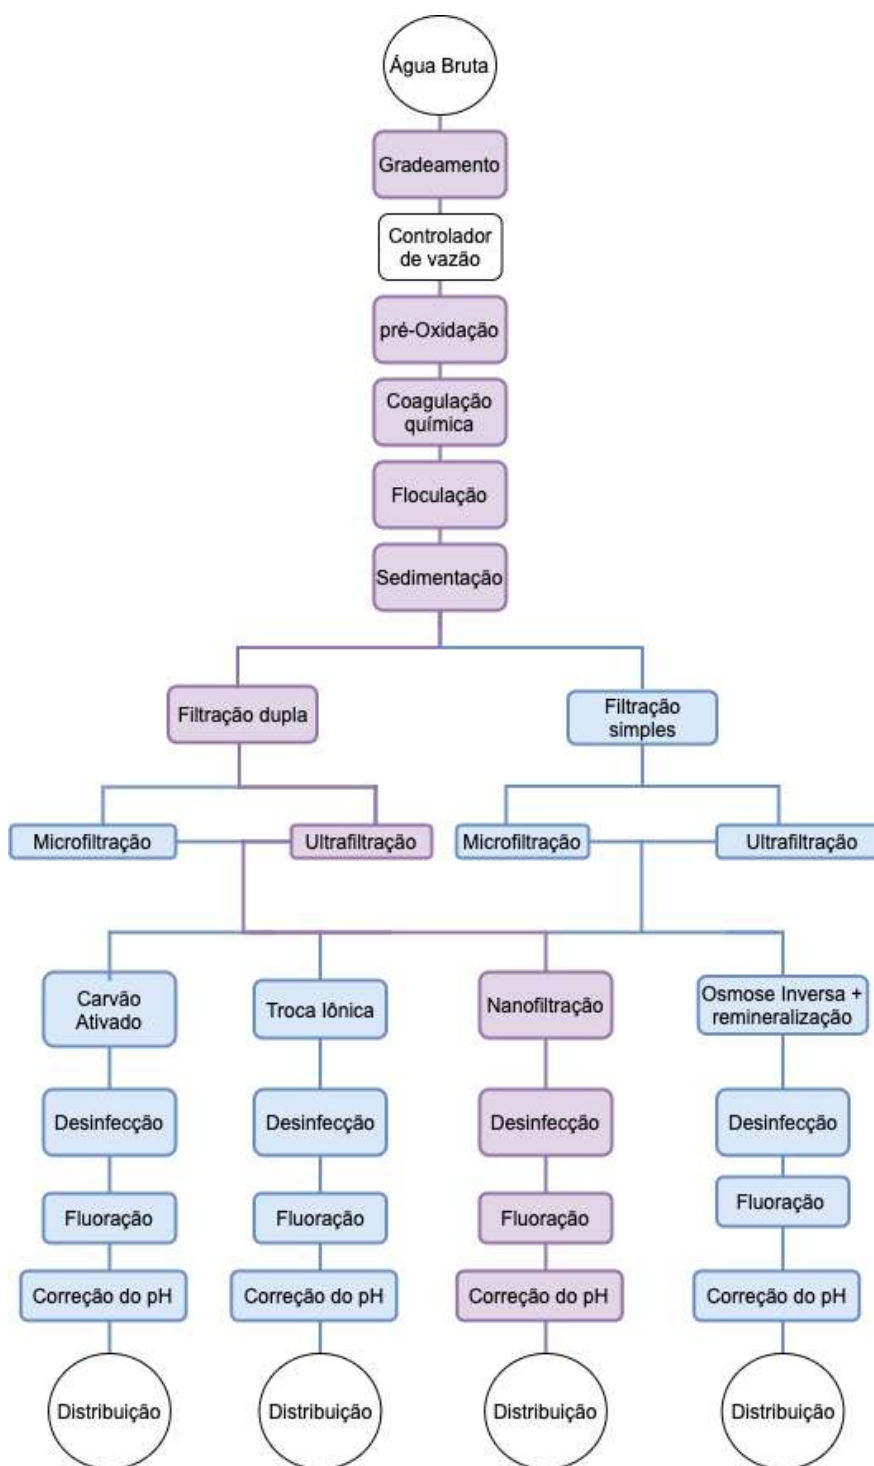 Água Bruta
Gradeamento
Controlador
de vazão
pré-Oxidação
Coagulação
química
Floculação
Sedimentação
Filtração dupla
Filtração
simples
Microfiltração
Ultrafiltração
Microfiltração
Ultrafiltração
Carvão
Ativado
Troca Iônica
Nanofiltração
Osmose Inversa +
remineralização
Desinfecção
Desinfecção
Desinfecção
Desinfecção
Fluoração
Fluoração
Fluoração
Fluoração
Correção do pH
Correção do pH
Correção do pH
Correção do pH
Distribuição
Distribuição
Distribuição
Distribuição